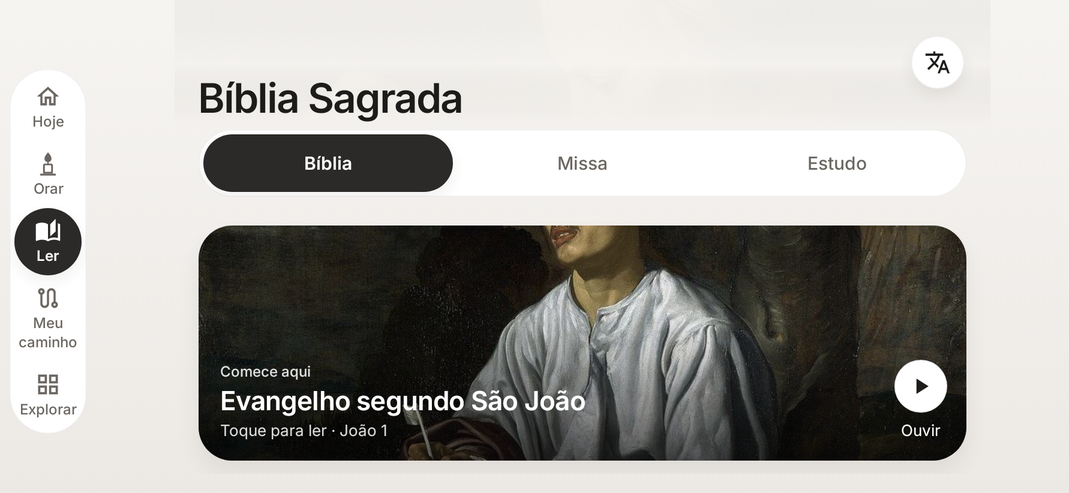 Bíblia Sagrada
Hoje
Orar
Ler
Meu
caminho
Explorar
Bíblia
Missa
Estudo
Comece aqui
Evangelho segundo São João
Toque para ler · João 1
Ouvir